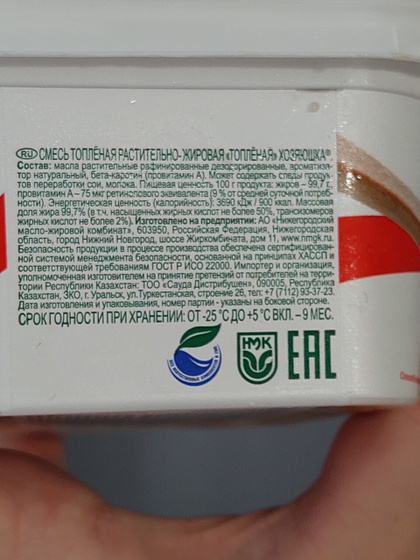 RU СМЕСЬ ТОПЛЁНАЯ РАСТИТЕЛЬНО-ЖИРОВАЯ «ТОПЛЁНАЯ» ХОЗЯЮШКА®
Состав: масла растительные рафинированные дезодорированные, ароматиза-
тор натуральный, бета-каротин (провитамин А). Может содержать следы продук-
тов переработки сои, молока. Пищевая ценность 100 г продукта: жиров – 99,7 г,
провитамин А – 75 мкг ретинолового эквивалента (9 % от средней суточной потреб-
ности). Энергетическая ценность (калорийность): 3690 кДж / 900 ккал. Массовая
доля жира 99,7% (в т.ч. насыщенных жирных кислот не более 50%, трансизомеров
жирных кислот не более 2%). Изготовлено на предприятии: АО «Нижегородский
масло-жировой комбинат», 603950, Российская Федерация, Нижегородская
область, город Нижний Новгород, шоссе Жиркомбината, дом 11, www.nmgk.ru.
Безопасность продукции в процессе производства обеспечена сертифицирован-
ной системой менеджмента безопасности, основанной на принципах ХАССП и
соответствующей требованиям ГОСТ Р ИСО 22000. Импортер и организация,
уполномоченная изготовителем на принятие претензий от потребителей на терри-
тории Республики Казахстан: ТОО «Сауда Дистрибушен», 090005, Республика
Казахстан, ЗКО, г. Уральск, ул.Туркестанская, строение 26, тел: +7 (7112) 93-37-23.
Дата изготовления и упаковывания, номер партии - указаны на боковой стороне.
СРОК ГОДНОСТИ ПРИ ХРАНЕНИИ: ОТ -25 °С ДО +5 °С ВКЛ. – 9 МЕС.
НМЖК
EAC